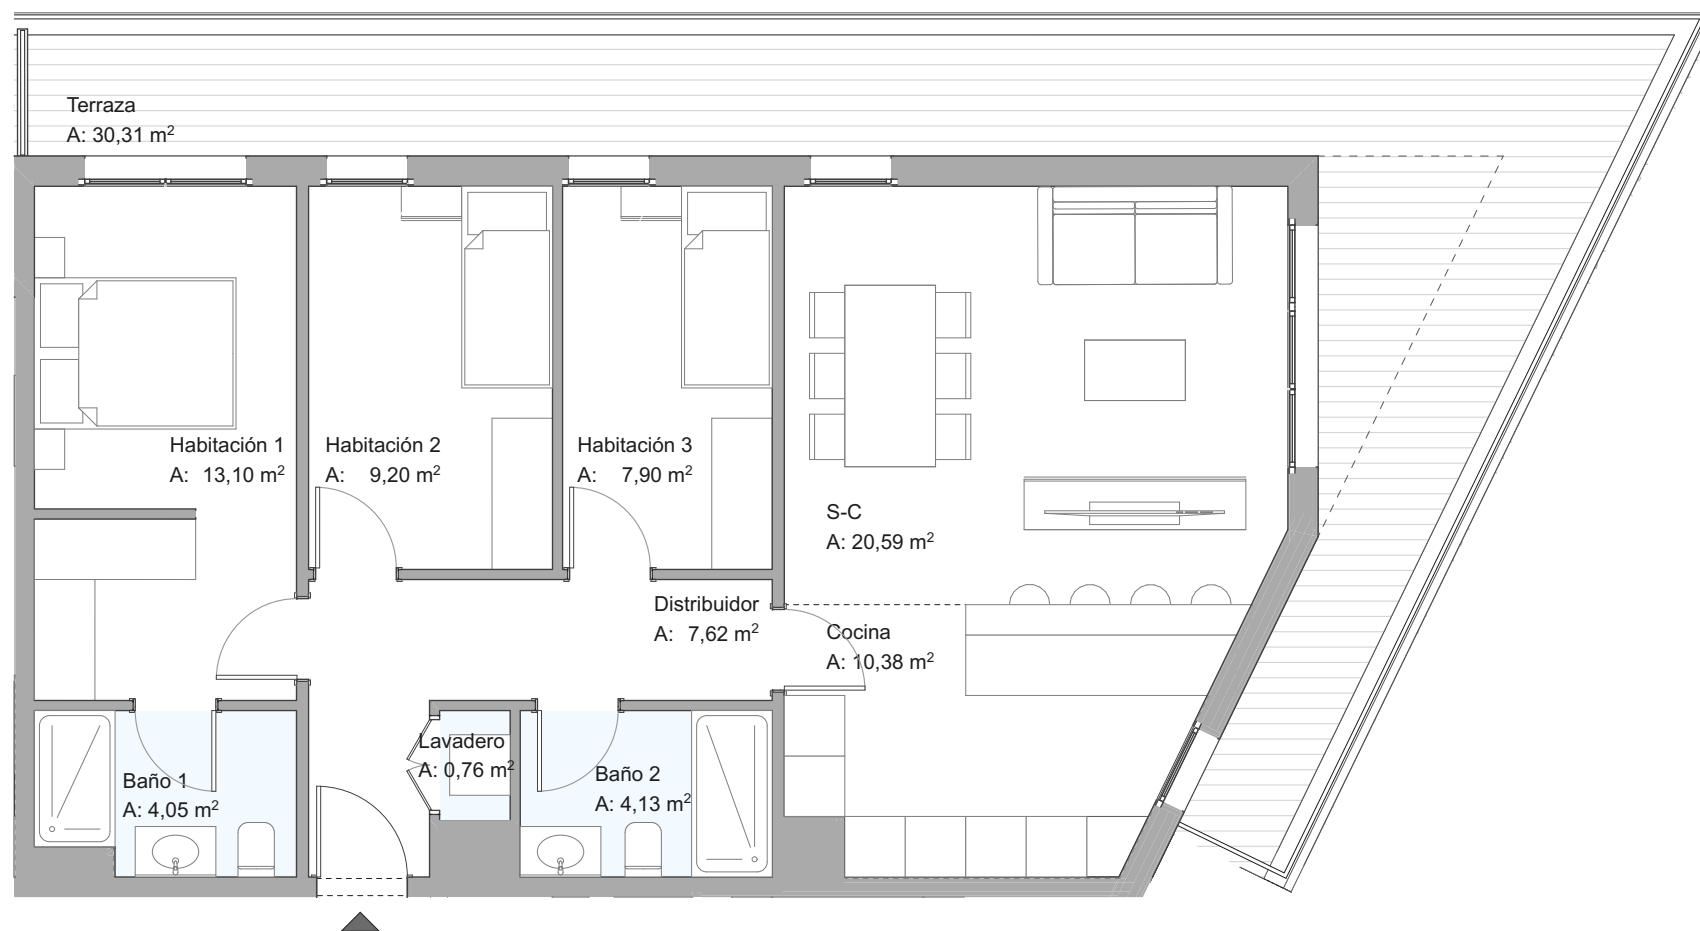 Terraza
A: 30,31 m²
Habitación 1
A: 13,10 m²
Habitación 2
A: 9,20 m²
Habitación 3
A: 7,90 m²
S-C
A: 20,59 m²
Distribuidor
A: 7,62 m²
Cocina
A: 10,38 m²
Lavadero
A: 0,76 m²
Baño 1
A: 4,05 m²
Baño 2
A: 4,13 m²